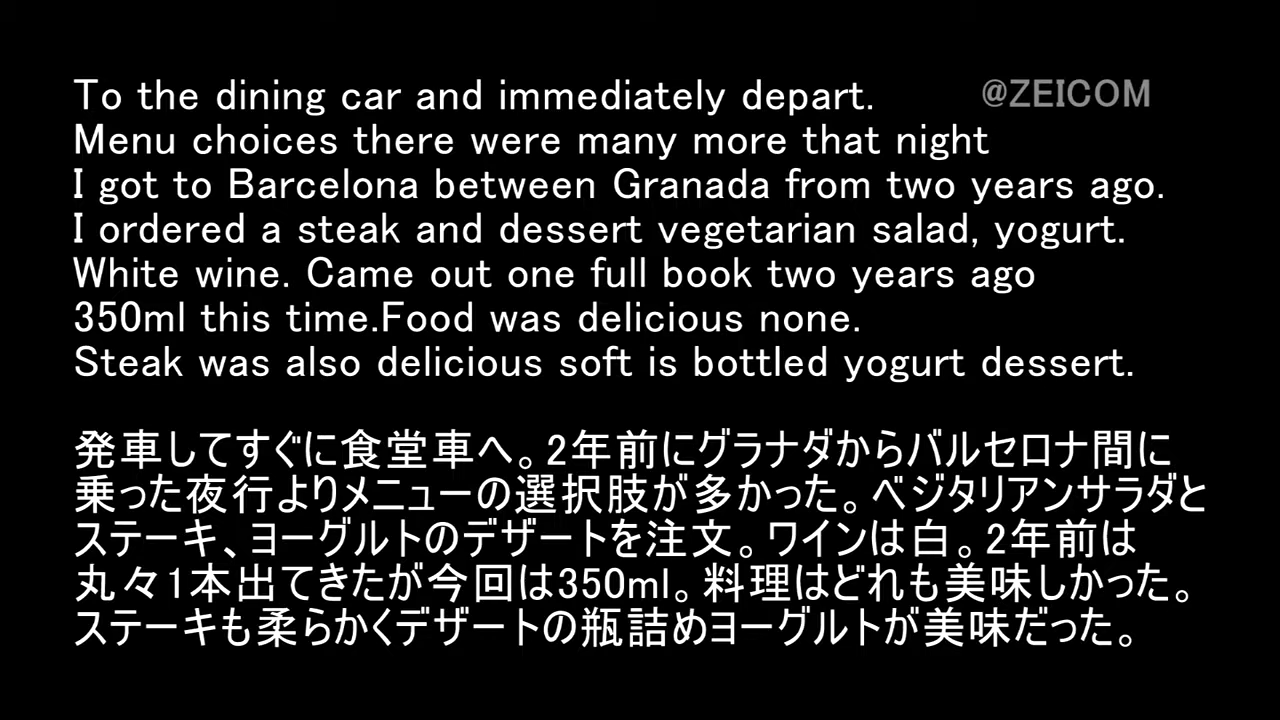 To the dining car and immediately depart.
@ZEICOM
Menu choices there were many more that night
I got to Barcelona between Granada from two years ago.
I ordered a steak and dessert vegetarian salad, yogurt.
White wine. Came out one full book two years ago
350ml this time.Food was delicious none.
Steak was also delicious soft is bottled yogurt dessert.
発車してすぐに食堂車へ。2年前にグラナダからバルセロナ間に
乗った夜行よりメニューの選択肢が多かった。ベジタリアンサラダと
ステーキ、ヨーグルトのデザートを注文。ワインは白。2年前は
丸々1本出てきたが今回は350ml。料理はどれも美味しかった。
ステーキも柔らかくデザートの瓶詰めヨーグルトが美味だった。